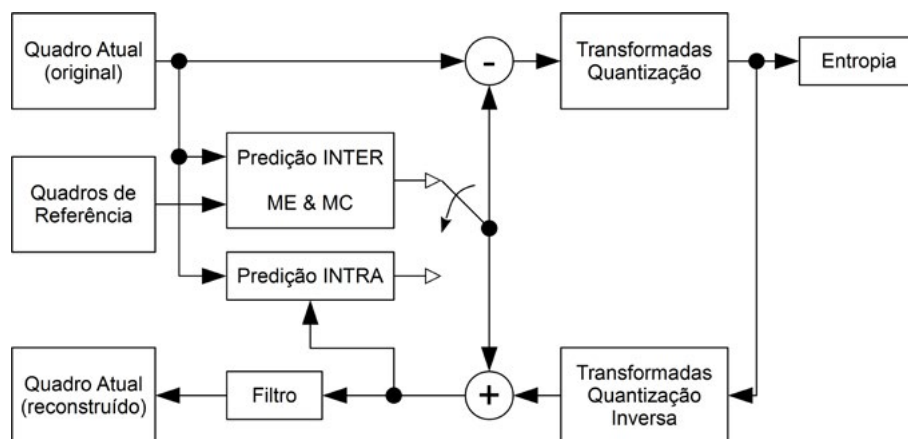 Quadro Atual
(original)
-
Transformadas
Quantização
Entropia
Predição INTER
ME & MC
Quadros de
Referência
Predição INTRA
Quadro Atual
(reconstruído)
Filtro
+
Transformadas
Quantização
Inversa